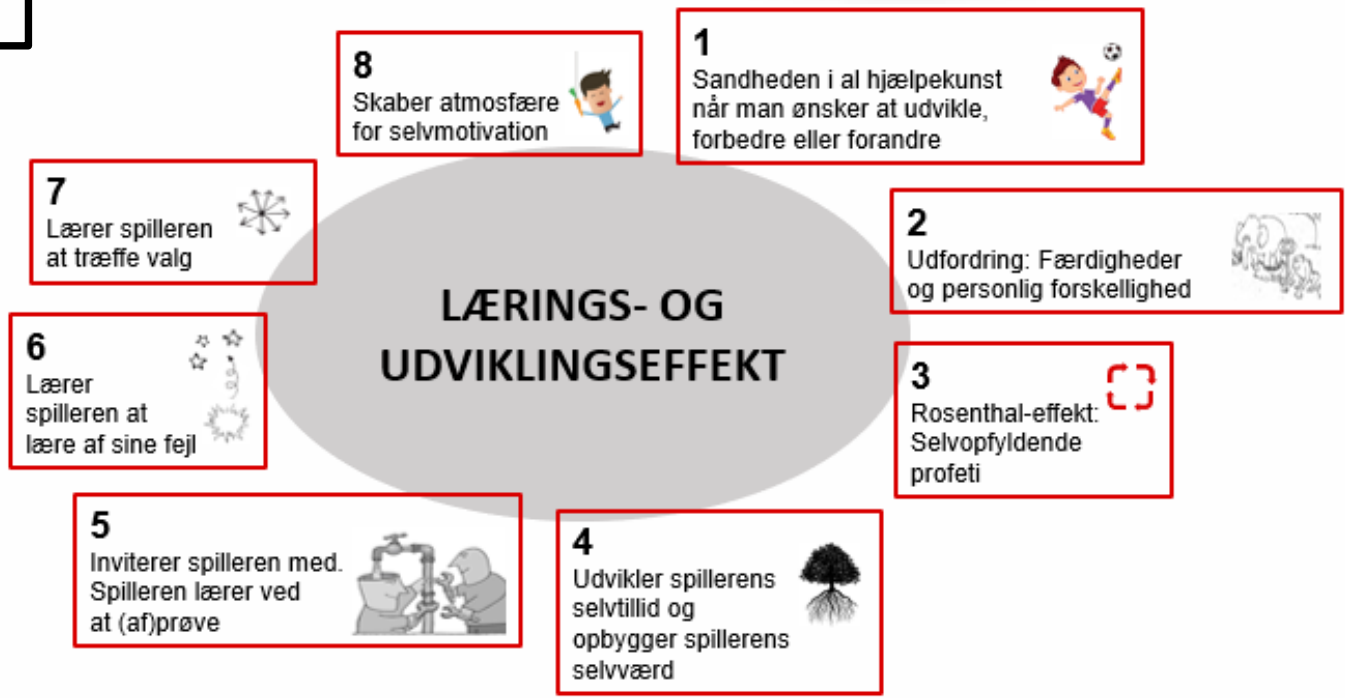 1
Sandheden i al hjælpekunst
når man ønsker at udvikle,
forbedre eller forandre
2
Udfordring: Færdigheder
og personlig forskellighed
3
Rosenthal-effekt:
Selvopfyldende
profeti
4
Udvikler spillerens
selvtillid og
opbygger spillerens
selvværd
5
Inviterer spilleren med.
Spilleren lærer ved
at (af)prøve
6
Lærer
spilleren at
lære af sine fejl
7
Lærer spilleren
at træffe valg
8
Skaber atmosfære
for selvmotivation
LÆRINGS- OG
UDVIKLINGSEFFEKT